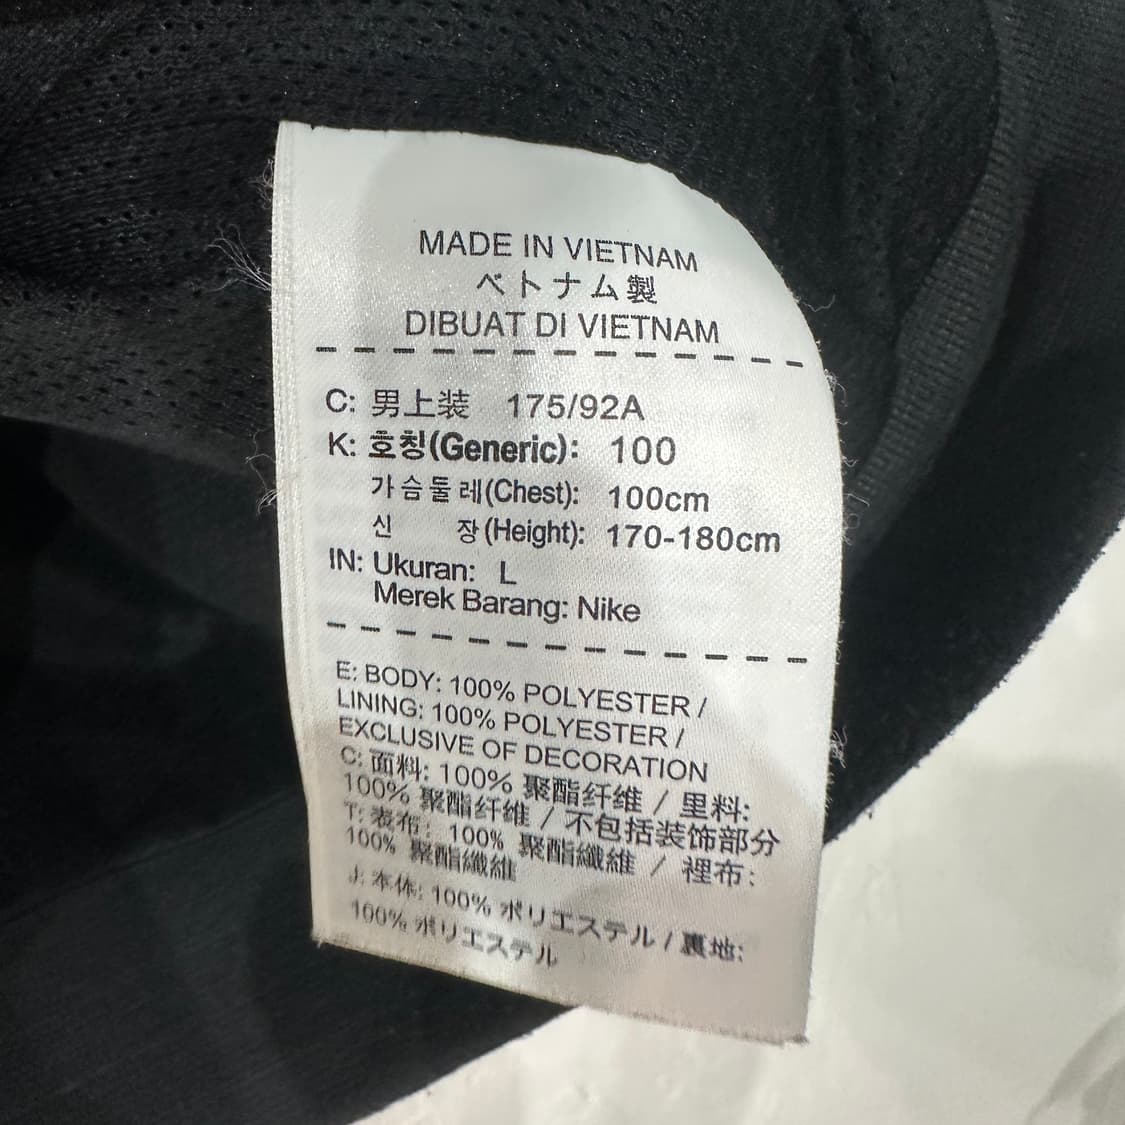 MADE IN VIETNAM
ベトナム製
DIBUAT DI VIETNAM
C: 男上装 175/92A
K: 호칭(Generic): 100
가슴둘레(Chest): 100cm
신 장(Height): 170-180cm
IN: Ukuran: L
Merek Barang: Nike
E: BODY: 100% POLYESTER /
LINING: 100% POLYESTER /
EXCLUSIVE OF DECORATION
C: 面料: 100% 聚酯纤维 / 里料:
100% 聚酯纤维 / 不包括装饰部分
T: 表布: 100% 聚酯纖維 / 裡布:
100% 聚酯纖維
J: 本体: 100% ポリエステル / 裏地:
100% ポリエステル